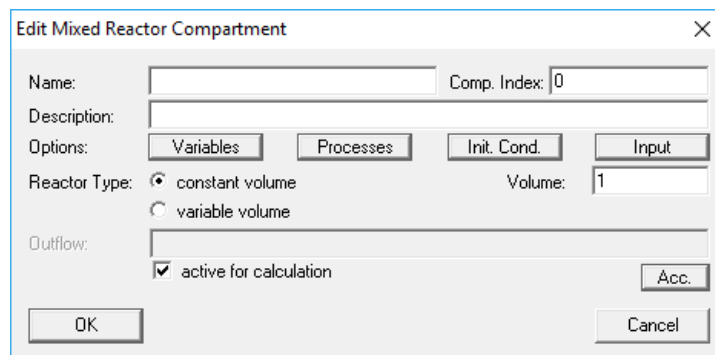 Edit Mixed Reactor Compartment
Name: Comp. Index: 0
Description:
Options: Variables Processes Init. Cond. Input
Reactor Type: constant volume Volume: 1
variable volume
Outflow:
active for calculation
Acc.
OK Cancel